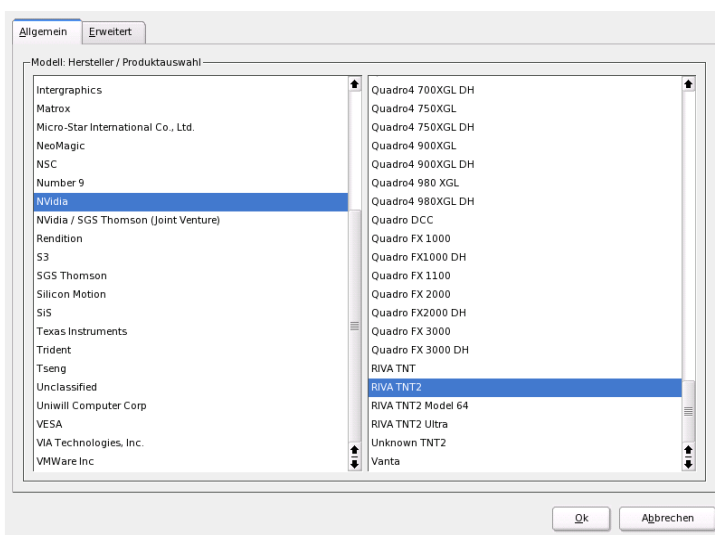 Allgemein
Erweitert
Modell: Hersteller / Produktauswahl
Intergraphics
Matrox
Micro-Star International Co., Ltd.
NeoMagic
NSC
Number 9
NVidia
NVidia / SGS Thomson (Joint Venture)
Rendition
S3
SGS Thomson
Silicon Motion
SiS
Texas Instruments
Trident
Tseng
Unclassified
Uniwill Computer Corp
VESA
VIA Technologies, Inc.
VMWare Inc
Quadro4 700XGL DH
Quadro4 750XGL
Quadro4 750XGL DH
Quadro4 900XGL
Quadro4 900XGL DH
Quadro4 980 XGL
Quadro4 980XGL DH
Quadro DCC
Quadro FX 1000
Quadro FX1000 DH
Quadro FX 1100
Quadro FX 2000
Quadro FX2000 DH
Quadro FX 3000
Quadro FX 3000 DH
RIVA TNT
RIVA TNT2
RIVA TNT2 Model 64
RIVA TNT2 Ultra
Unknown TNT2
Vanta
Ok
Abbrechen